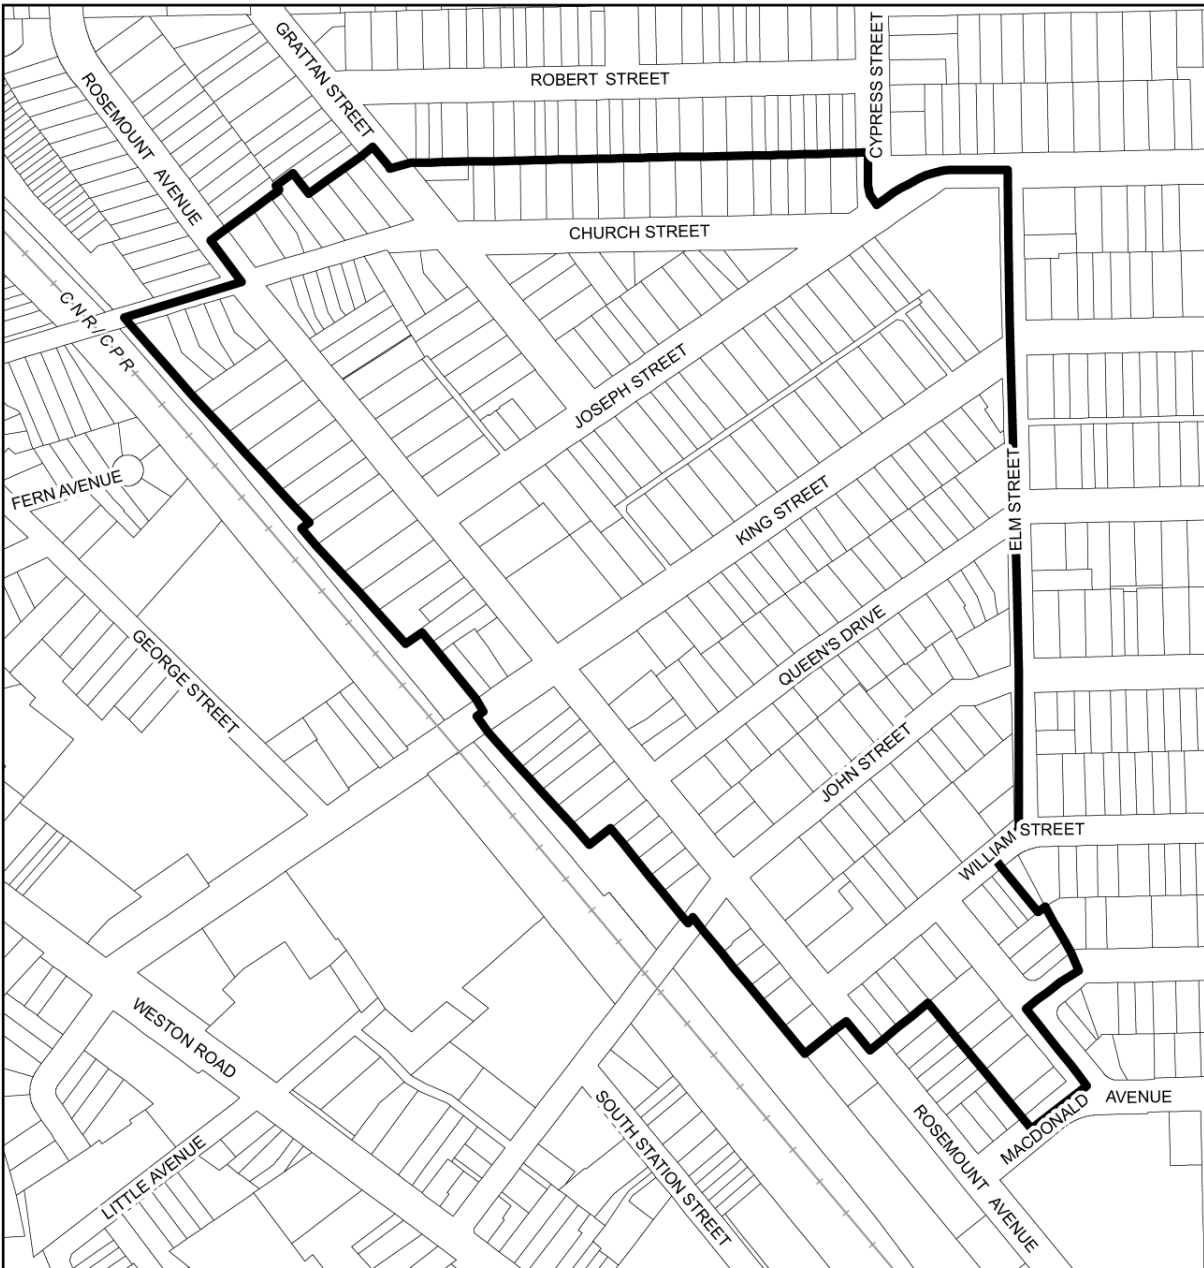 GRATTAN STREET
CYPRESS STREET
ROBERT STREET
ROSEMOUNT AVENUE
CHURCH STREET
C.N.R./C.P.R
JOSEPH STREET
FERN AVENUE
KING STREET
ELM STREET
GEORGE STREET
QUEEN'S DRIVE
JOHN STREET
WILLIAM STREET
WESTON ROAD
LITTLE AVENUE
SOUTH STATION STREET
ROSEMOUNT AVENUE
MACDONALD AVENUE